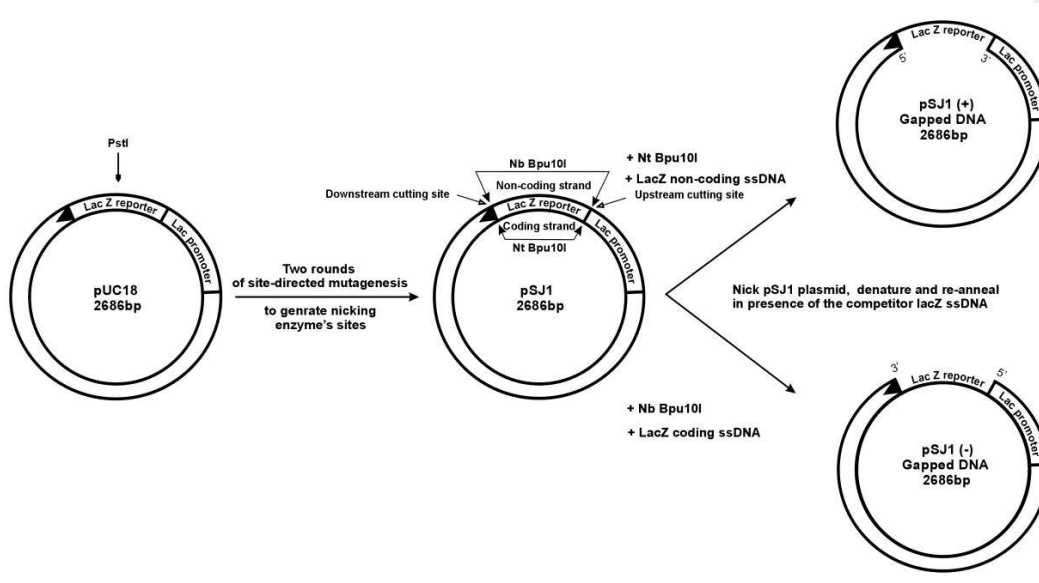 PstI
Lac Z reporter
Lac promoter
pUC18
2686bp
Two rounds
of site-directed mutagenesis
to genrate nicking
enzyme's sites
Nb Bpu10I
Downstream cutting site
Non-coding strand
Upstream cutting site
Lac Z reporter
Coding strand
Nt Bpu10I
Lac promoter
pSJ1
2686bp
+ Nt Bpu10I
+ LacZ non-coding ssDNA
Nick pSJ1 plasmid, denature and re-anneal
in presence of the competitor lacZ ssDNA
+ Nb Bpu10I
+ LacZ coding ssDNA
Lac Z reporter
5'
3'
Lac promoter
pSJ1 (+)
Gapped DNA
2686bp
3'
5'
Lac Z reporter
Lac promoter
pSJ1 (-)
Gapped DNA
2686bp